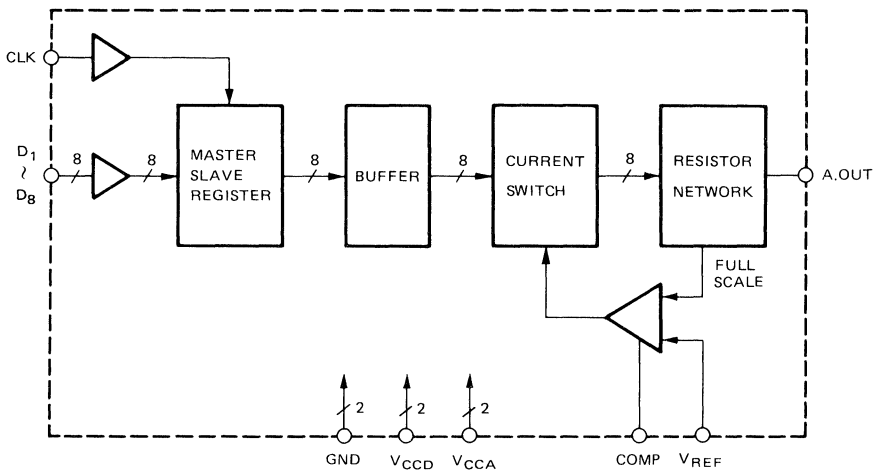 CLK
D1
~
D8
8
8
MASTER
SLAVE
REGISTER
8
BUFFER
8
CURRENT
SWITCH
8
RESISTOR
NETWORK
A.OUT
FULL
SCALE
2
2
2
GND
VCCD
VCCA
COMP
VREF